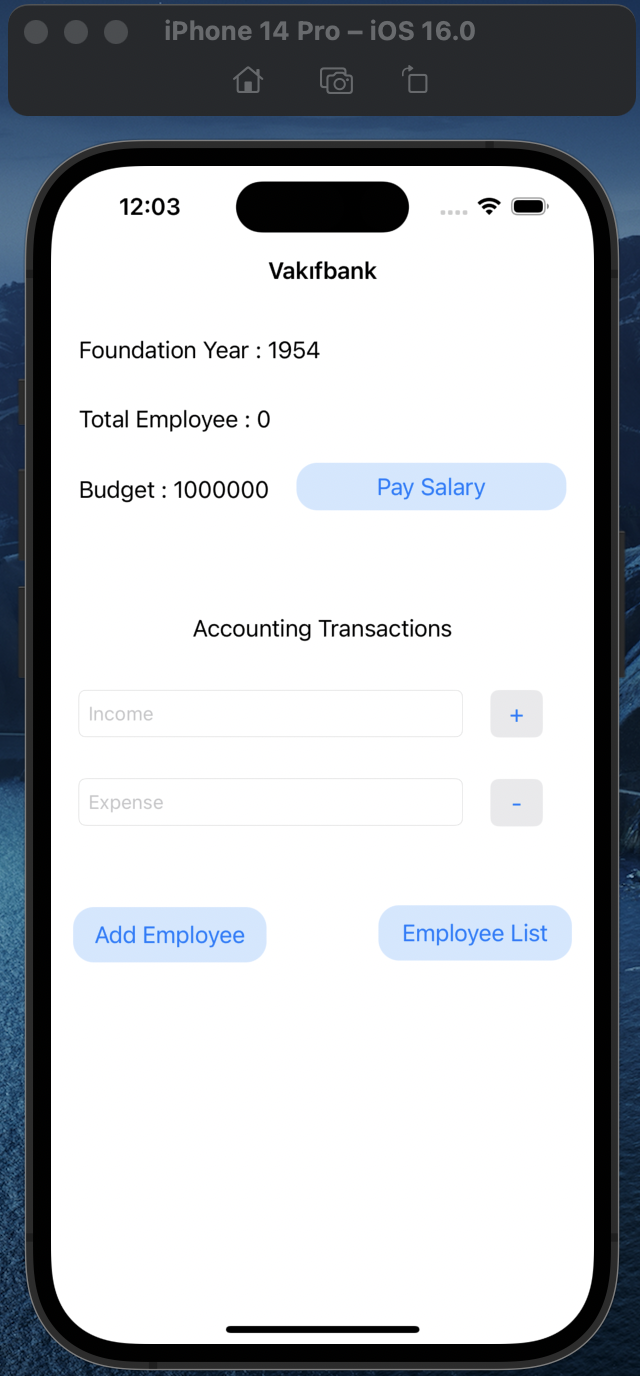 iPhone 14 Pro – iOS 16.0
12:03
Vakıfbank
Foundation Year : 1954
Total Employee : 0
Budget : 1000000
Pay Salary
Accounting Transactions
Income
+
Expense
-
Add Employee
Employee List